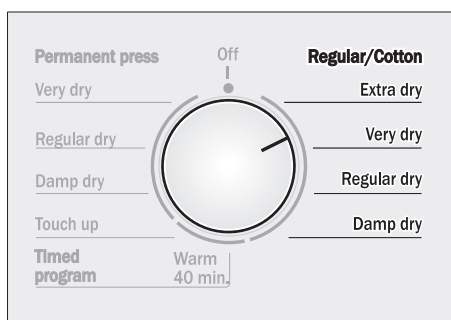 Permanent press
Very dry
Regular dry
Damp dry
Touch up
Timed
program
Warm
40 min.
Off
Regular/Cotton
Extra dry
Very dry
Regular dry
Damp dry